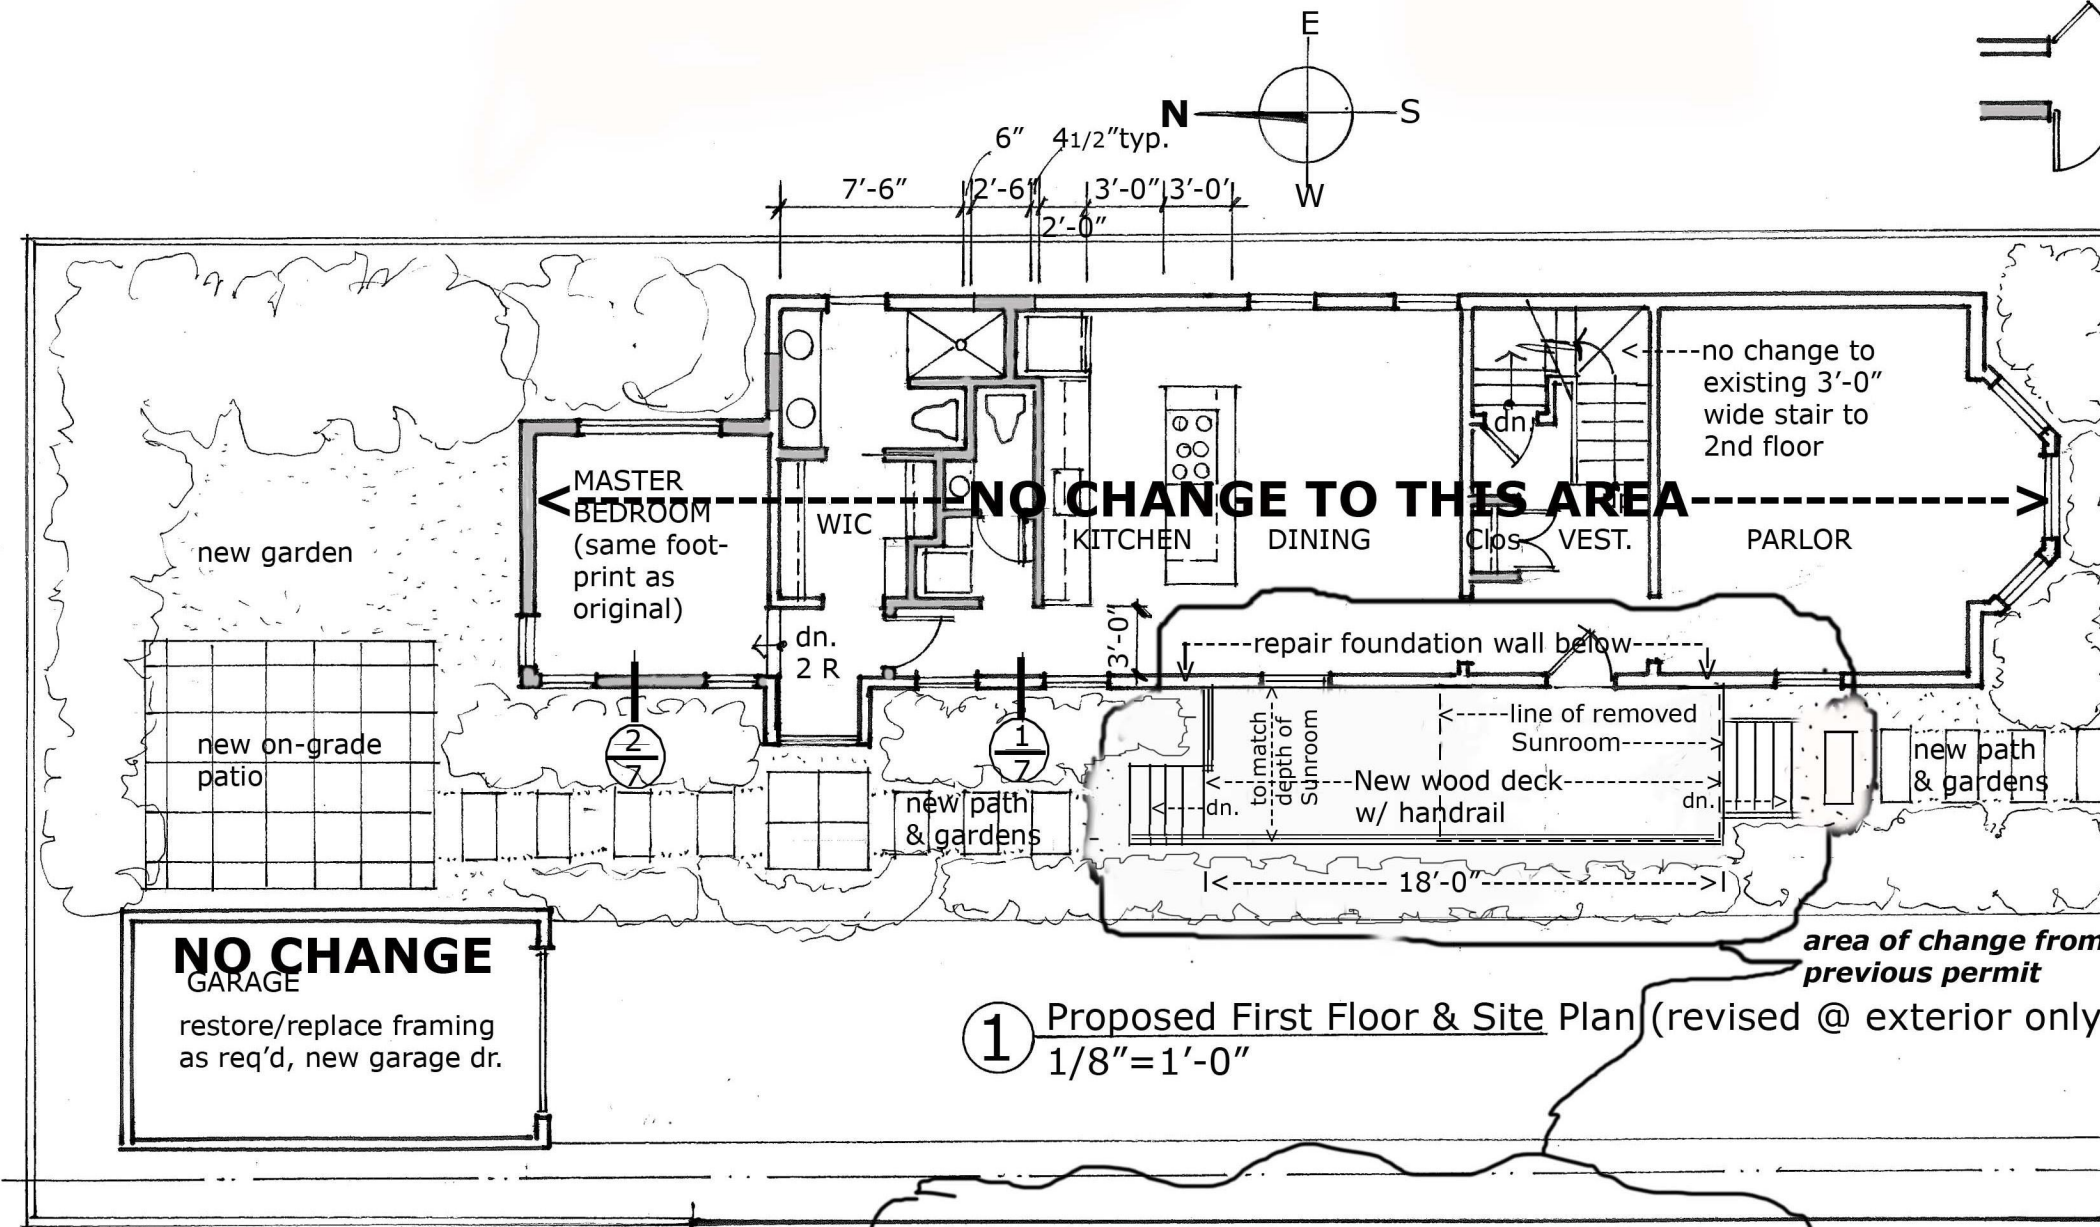 E
N
S
W
6”
41/2”typ.
7’-6”
2’-6”
3’-0”
3’-0”
2’-0”
no change to
existing 3’-0”
wide stair to
2nd floor
dn.
MASTER
BEDROOM
(same foot-
print as
original)
NO CHANGE TO THIS AREA
WIC
KITCHEN
DINING
Clos
VEST.
PARLOR
new garden
dn.
2 R
3’-0”
repair foundation wall below
new on-grade
patio
2
7
1
7
new path
& gardens
dn.
to match
depth of
Sunroom
line of removed
Sunroom
New wood deck
w/ handrail
dn.
new path
& gardens
18’-0”
NO CHANGE
GARAGE
restore/replace framing
as req’d, new garage dr.
area of change from
previous permit
1
Proposed First Floor & Site Plan (revised @ exterior only
1/8”=1’-0”